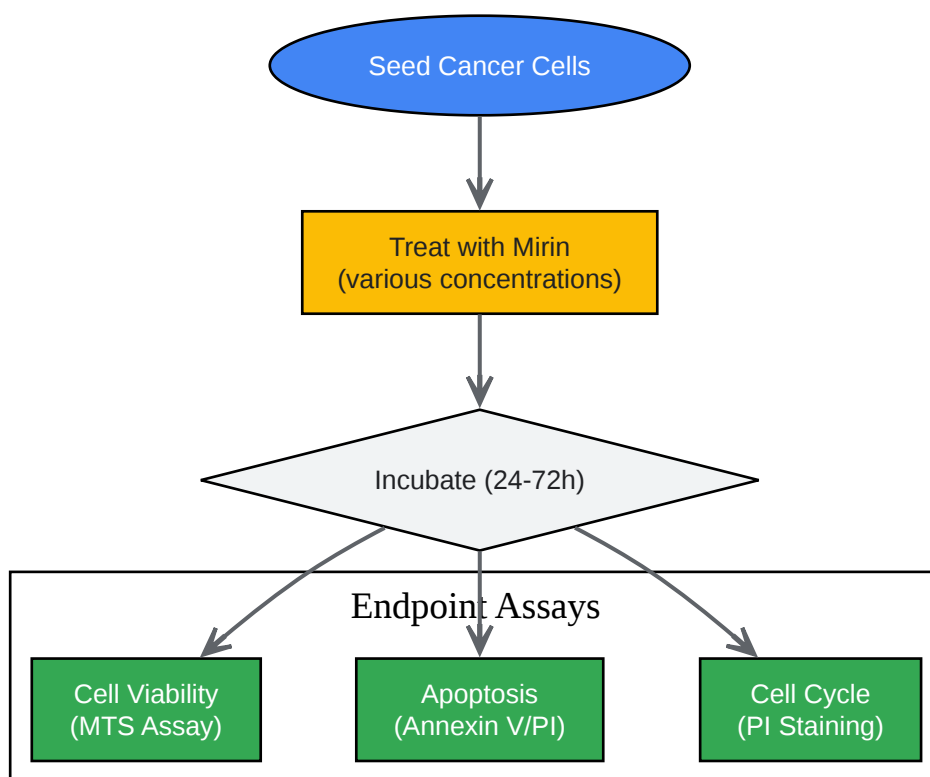 Seed Cancer Cells
Treat with Mirin
(various concentrations)
Incubate (24-72h)
Endpoint Assays
Cell Viability
(MTS Assay)
Apoptosis
(Annexin V/PI)
Cell Cycle
(PI Staining)